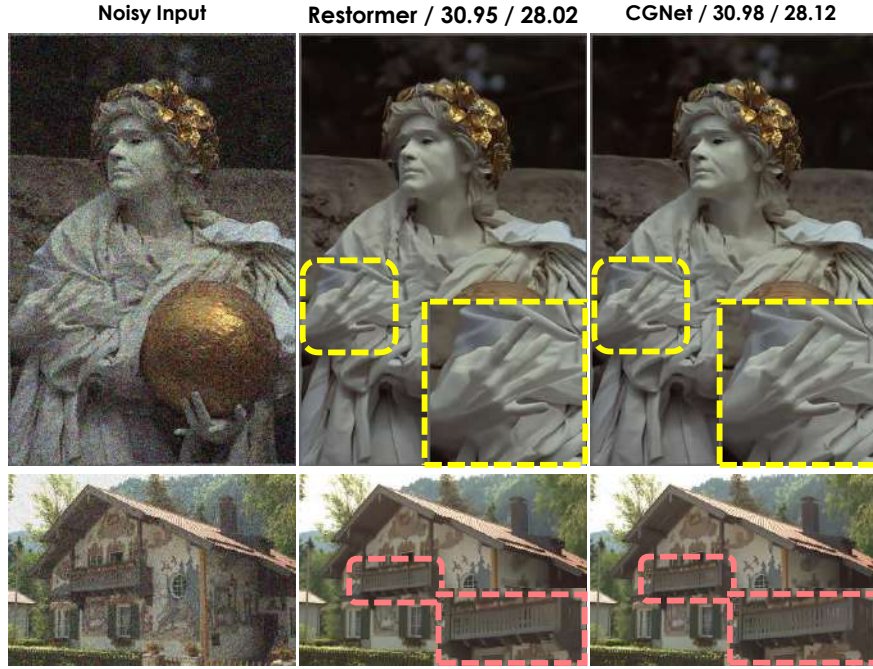 Noisy Input
Restormer / 30.95 / 28.02
CGNet / 30.98 / 28.12